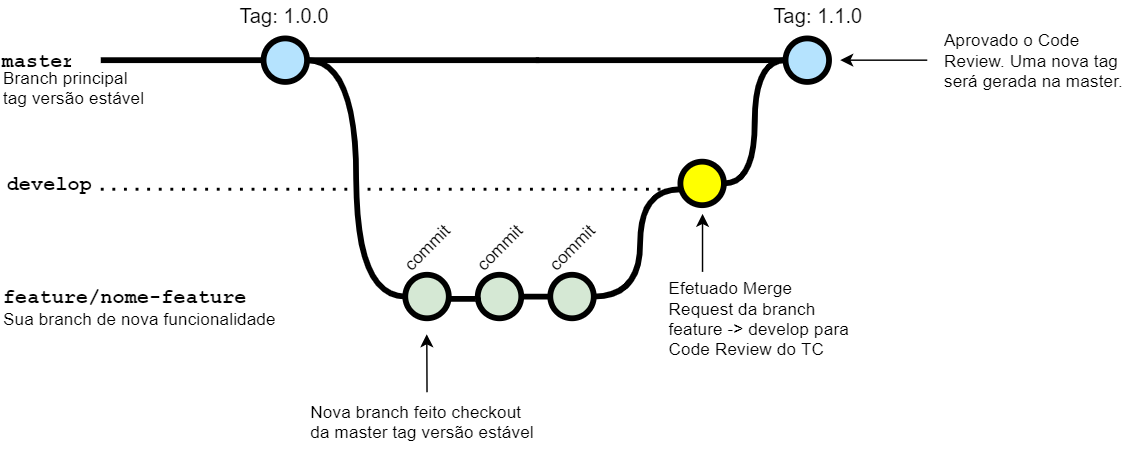 Tag: 1.0.0
Tag: 1.1.0
master
Branch principal
tag versão estável
Aprovado o Code
Review. Uma nova tag
será gerada na master.
develop
commit
commit
commit
feature/nome-feature
Sua branch de nova funcionalidade
Efetuado Merge
Request da branch
feature -> develop para
Code Review do TC
Nova branch feito checkout
da master tag versão estável